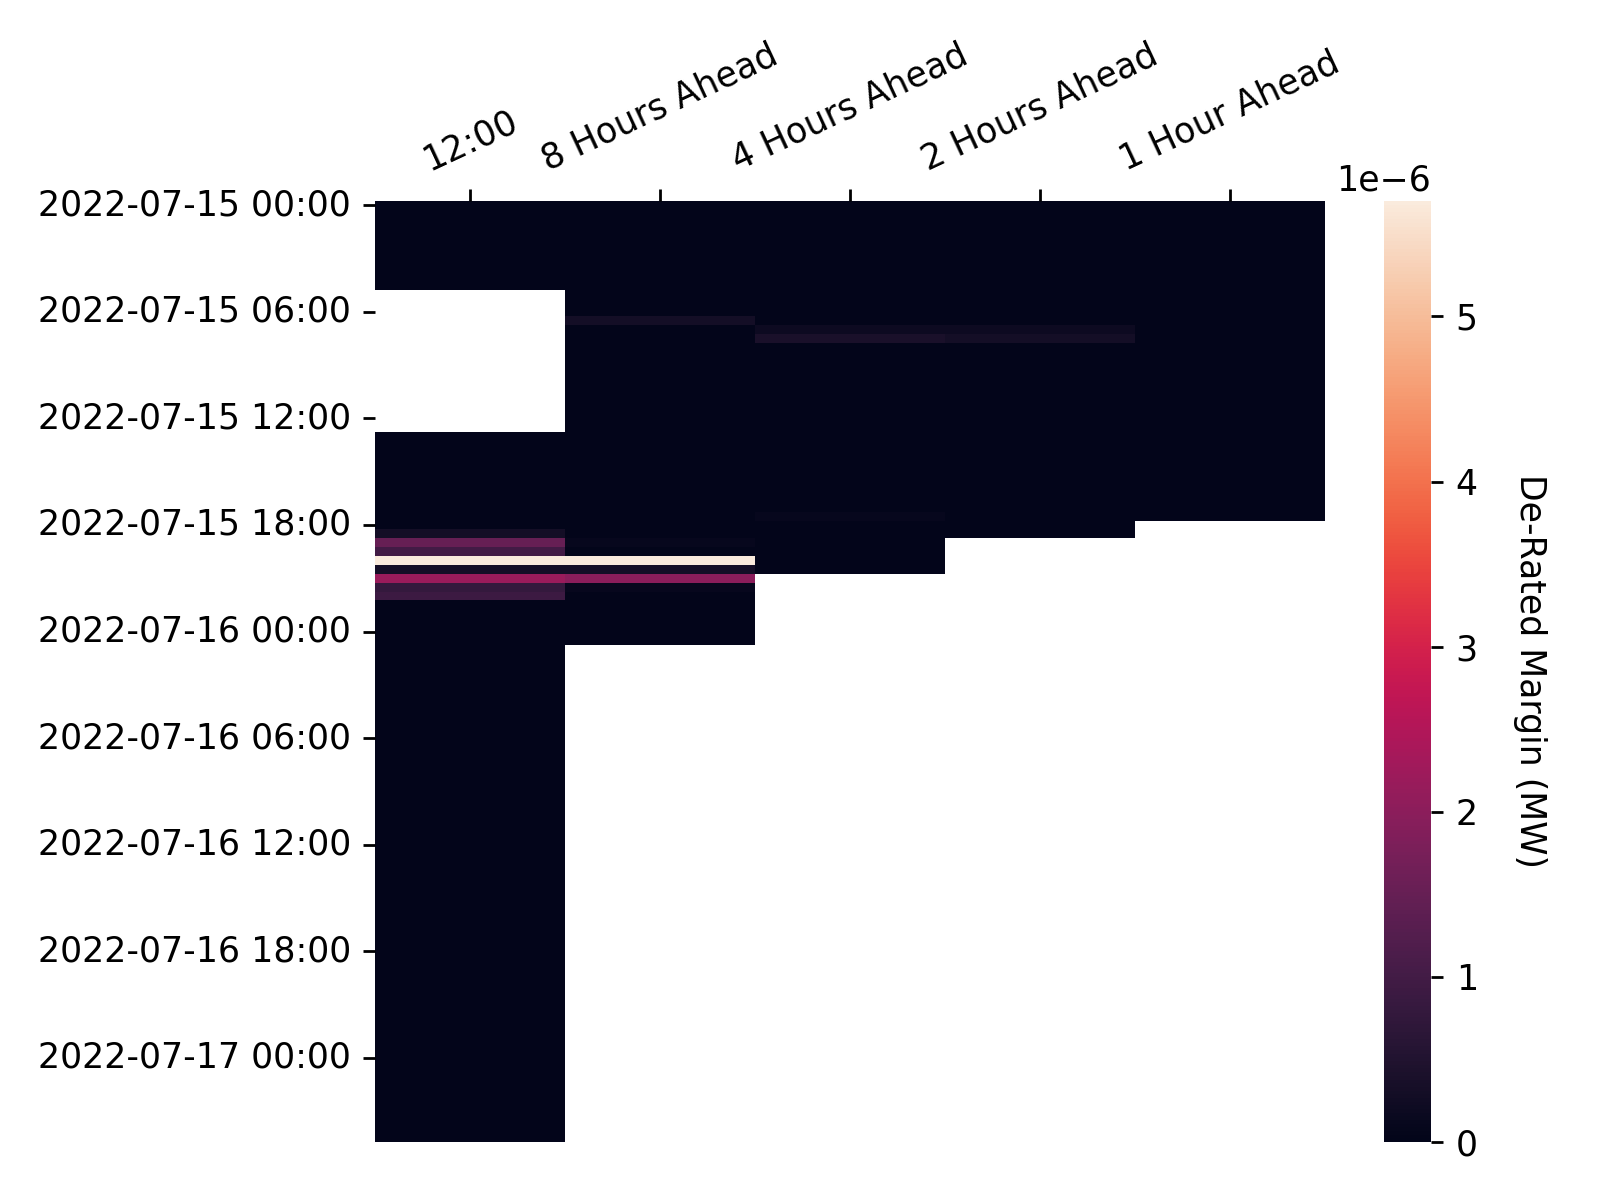 12:00
8 Hours Ahead
4 Hours Ahead
2 Hours Ahead
1 Hour Ahead
1e−6
2022-07-15 00:00
2022-07-15 06:00
2022-07-15 12:00
2022-07-15 18:00
2022-07-16 00:00
2022-07-16 06:00
2022-07-16 12:00
2022-07-16 18:00
2022-07-17 00:00
5
4
3
2
1
0
De-Rated Margin (MW)